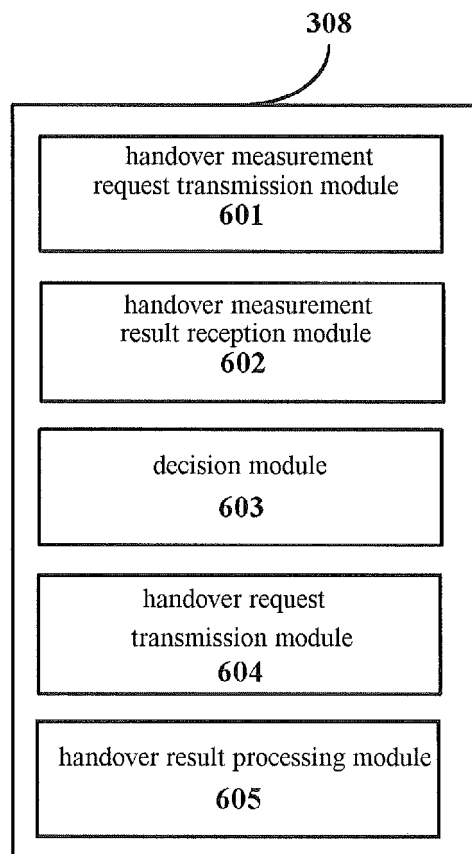 308
handover measurement
request transmission module
601
handover measurement
result reception module
602
decision module
603
handover request
transmission module
604
handover result processing module
605